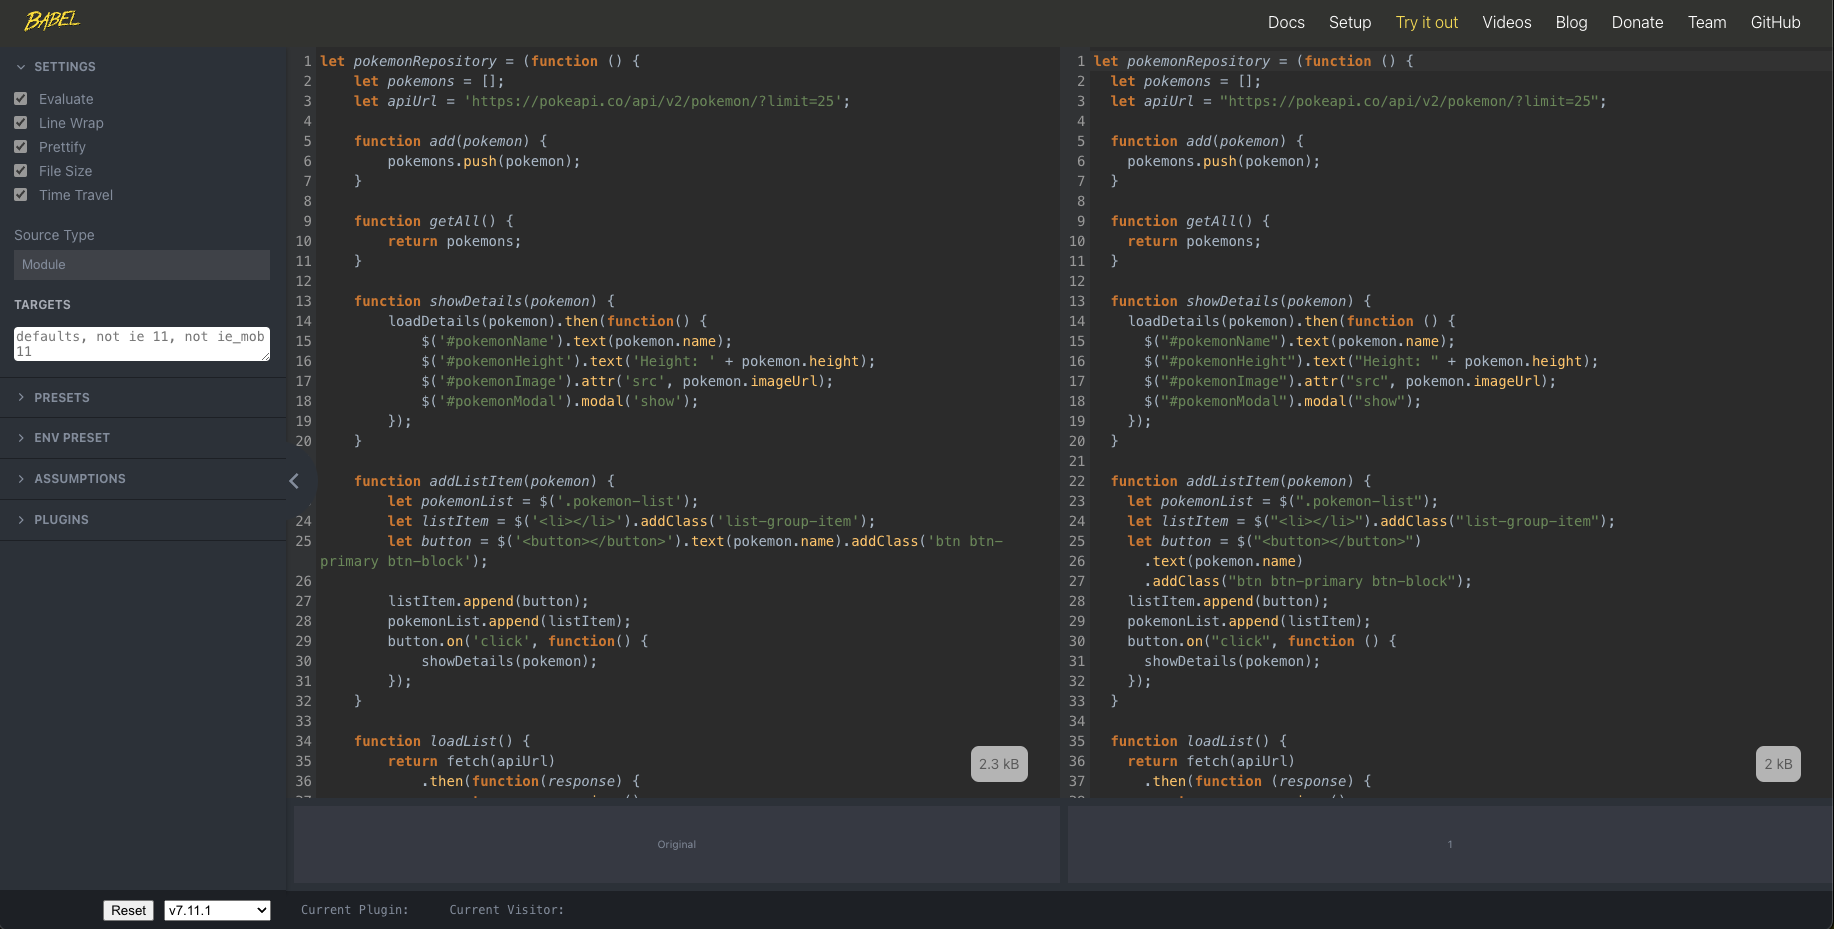 BABEL
Docs Setup Try it out Videos Blog Donate Team GitHub
SETTINGS
Evaluate
Line Wrap
Prettify
File Size
Time Travel
Source Type
Module
TARGETS
defaults, not ie 11, not ie_mob
11
PRESETS
ENV PRESET
ASSUMPTIONS
PLUGINS
1 let pokemonRepository = (function () {
2 let pokemons = [];
3 let apiUrl = 'https://pokeapi.co/api/v2/pokemon/?limit=25';
4
5 function add(pokemon) {
6 pokemons.push(pokemon);
7 }
8
9 function getAll() {
10 return pokemons;
11 }
12
13 function showDetails(pokemon) {
14 loadDetails(pokemon).then(function() {
15 $('#pokemonName').text(pokemon.name);
16 $('#pokemonHeight').text('Height: ' + pokemon.height);
17 $('#pokemonImage').attr('src', pokemon.imageUrl);
18 $('#pokemonModal').modal('show');
19 });
20 }
function addListItem(pokemon) {
let pokemonList = $('.pokemon-list');
24 let listItem = $('<li></li>').addClass('list-group-item');
25 let button = $('<button></button>').text(pokemon.name).addClass('btn btn-
primary btn-block');
26
27 listItem.append(button);
28 pokemonList.append(listItem);
29 button.on('click', function() {
30 showDetails(pokemon);
31 });
32 }
33
34 function loadList() {
35 return fetch(apiUrl)
36 .then(function(response) {
2.3 kB
1 let pokemonRepository = (function () {
2 let pokemons = [];
3 let apiUrl = "https://pokeapi.co/api/v2/pokemon/?limit=25";
4
5 function add(pokemon) {
6 pokemons.push(pokemon);
7 }
8
9 function getAll() {
10 return pokemons;
11 }
12
13 function showDetails(pokemon) {
14 loadDetails(pokemon).then(function () {
15 $("#pokemonName").text(pokemon.name);
16 $("#pokemonHeight").text("Height: " + pokemon.height);
17 $("#pokemonImage").attr("src", pokemon.imageUrl);
18 $("#pokemonModal").modal("show");
19 });
20 }
21
22 function addListItem(pokemon) {
23 let pokemonList = $(".pokemon-list");
24 let listItem = $("<li></li>").addClass("list-group-item");
25 let button = $("<button></button>")
26 .text(pokemon.name)
27 .addClass("btn btn-primary btn-block");
28 listItem.append(button);
29 pokemonList.append(listItem);
30 button.on("click", function () {
31 showDetails(pokemon);
32 });
33 }
34
35 function loadList() {
36 return fetch(apiUrl)
37 .then(function (response) {
2 kB
Original
1
Reset v7.11.1 Current Plugin: Current Visitor: